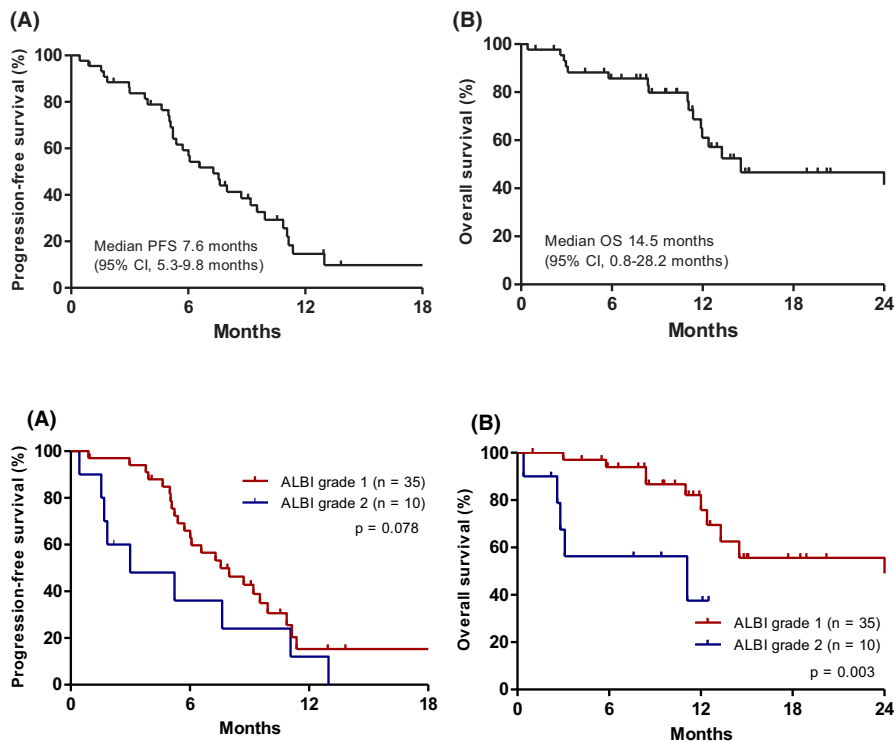 (A)
Progression-free survival (%)
100
80
60
40
20
0
Median PFS 7.6 months
(95% CI, 5.3-9.8 months)
0 6 12 18
Months
(B)
Overall survival (%)
100
80
60
40
20
0
Median OS 14.5 months
(95% CI, 0.8-28.2 months)
0 6 12 18 24
Months
(A)
Progression-free survival (%)
100
80
60
40
20
0
ALBI grade 1 (n = 35)
ALBI grade 2 (n = 10)
p = 0.078
0 6 12 18
Months
(B)
Overall survival (%)
100
80
60
40
20
0
ALBI grade 1 (n = 35)
ALBI grade 2 (n = 10)
p = 0.003
0 6 12 18 24
Months